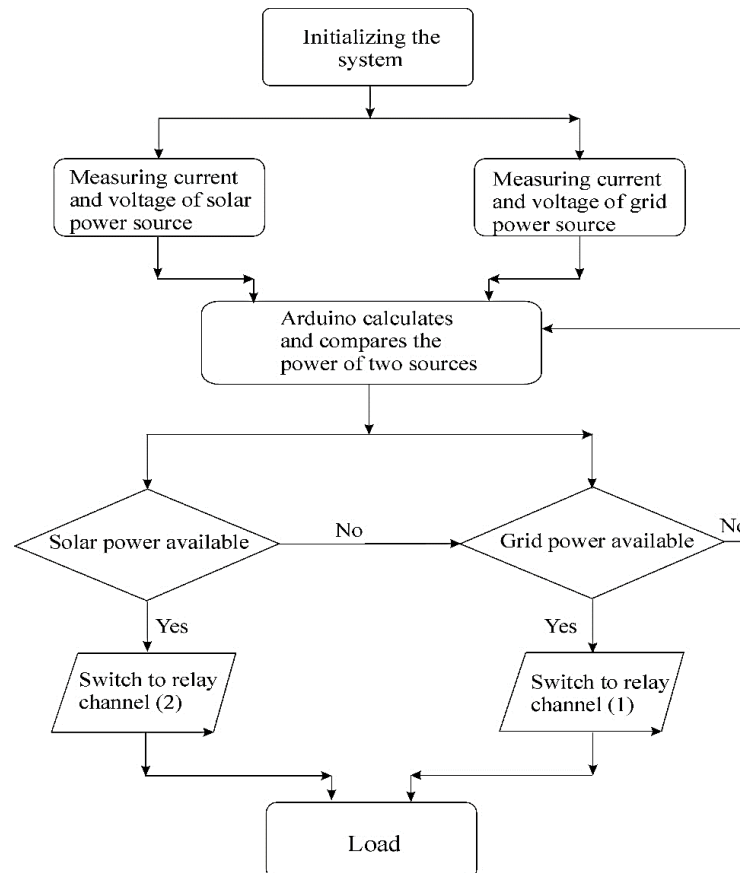 Initializing the
system
Measuring current
and voltage of solar
power source
Measuring current
and voltage of grid
power source
Arduino calculates
and compares the
power of two sources
Solar power available
No
Grid power available
No
Yes
Yes
Switch to relay
channel (2)
Switch to relay
channel (1)
Load